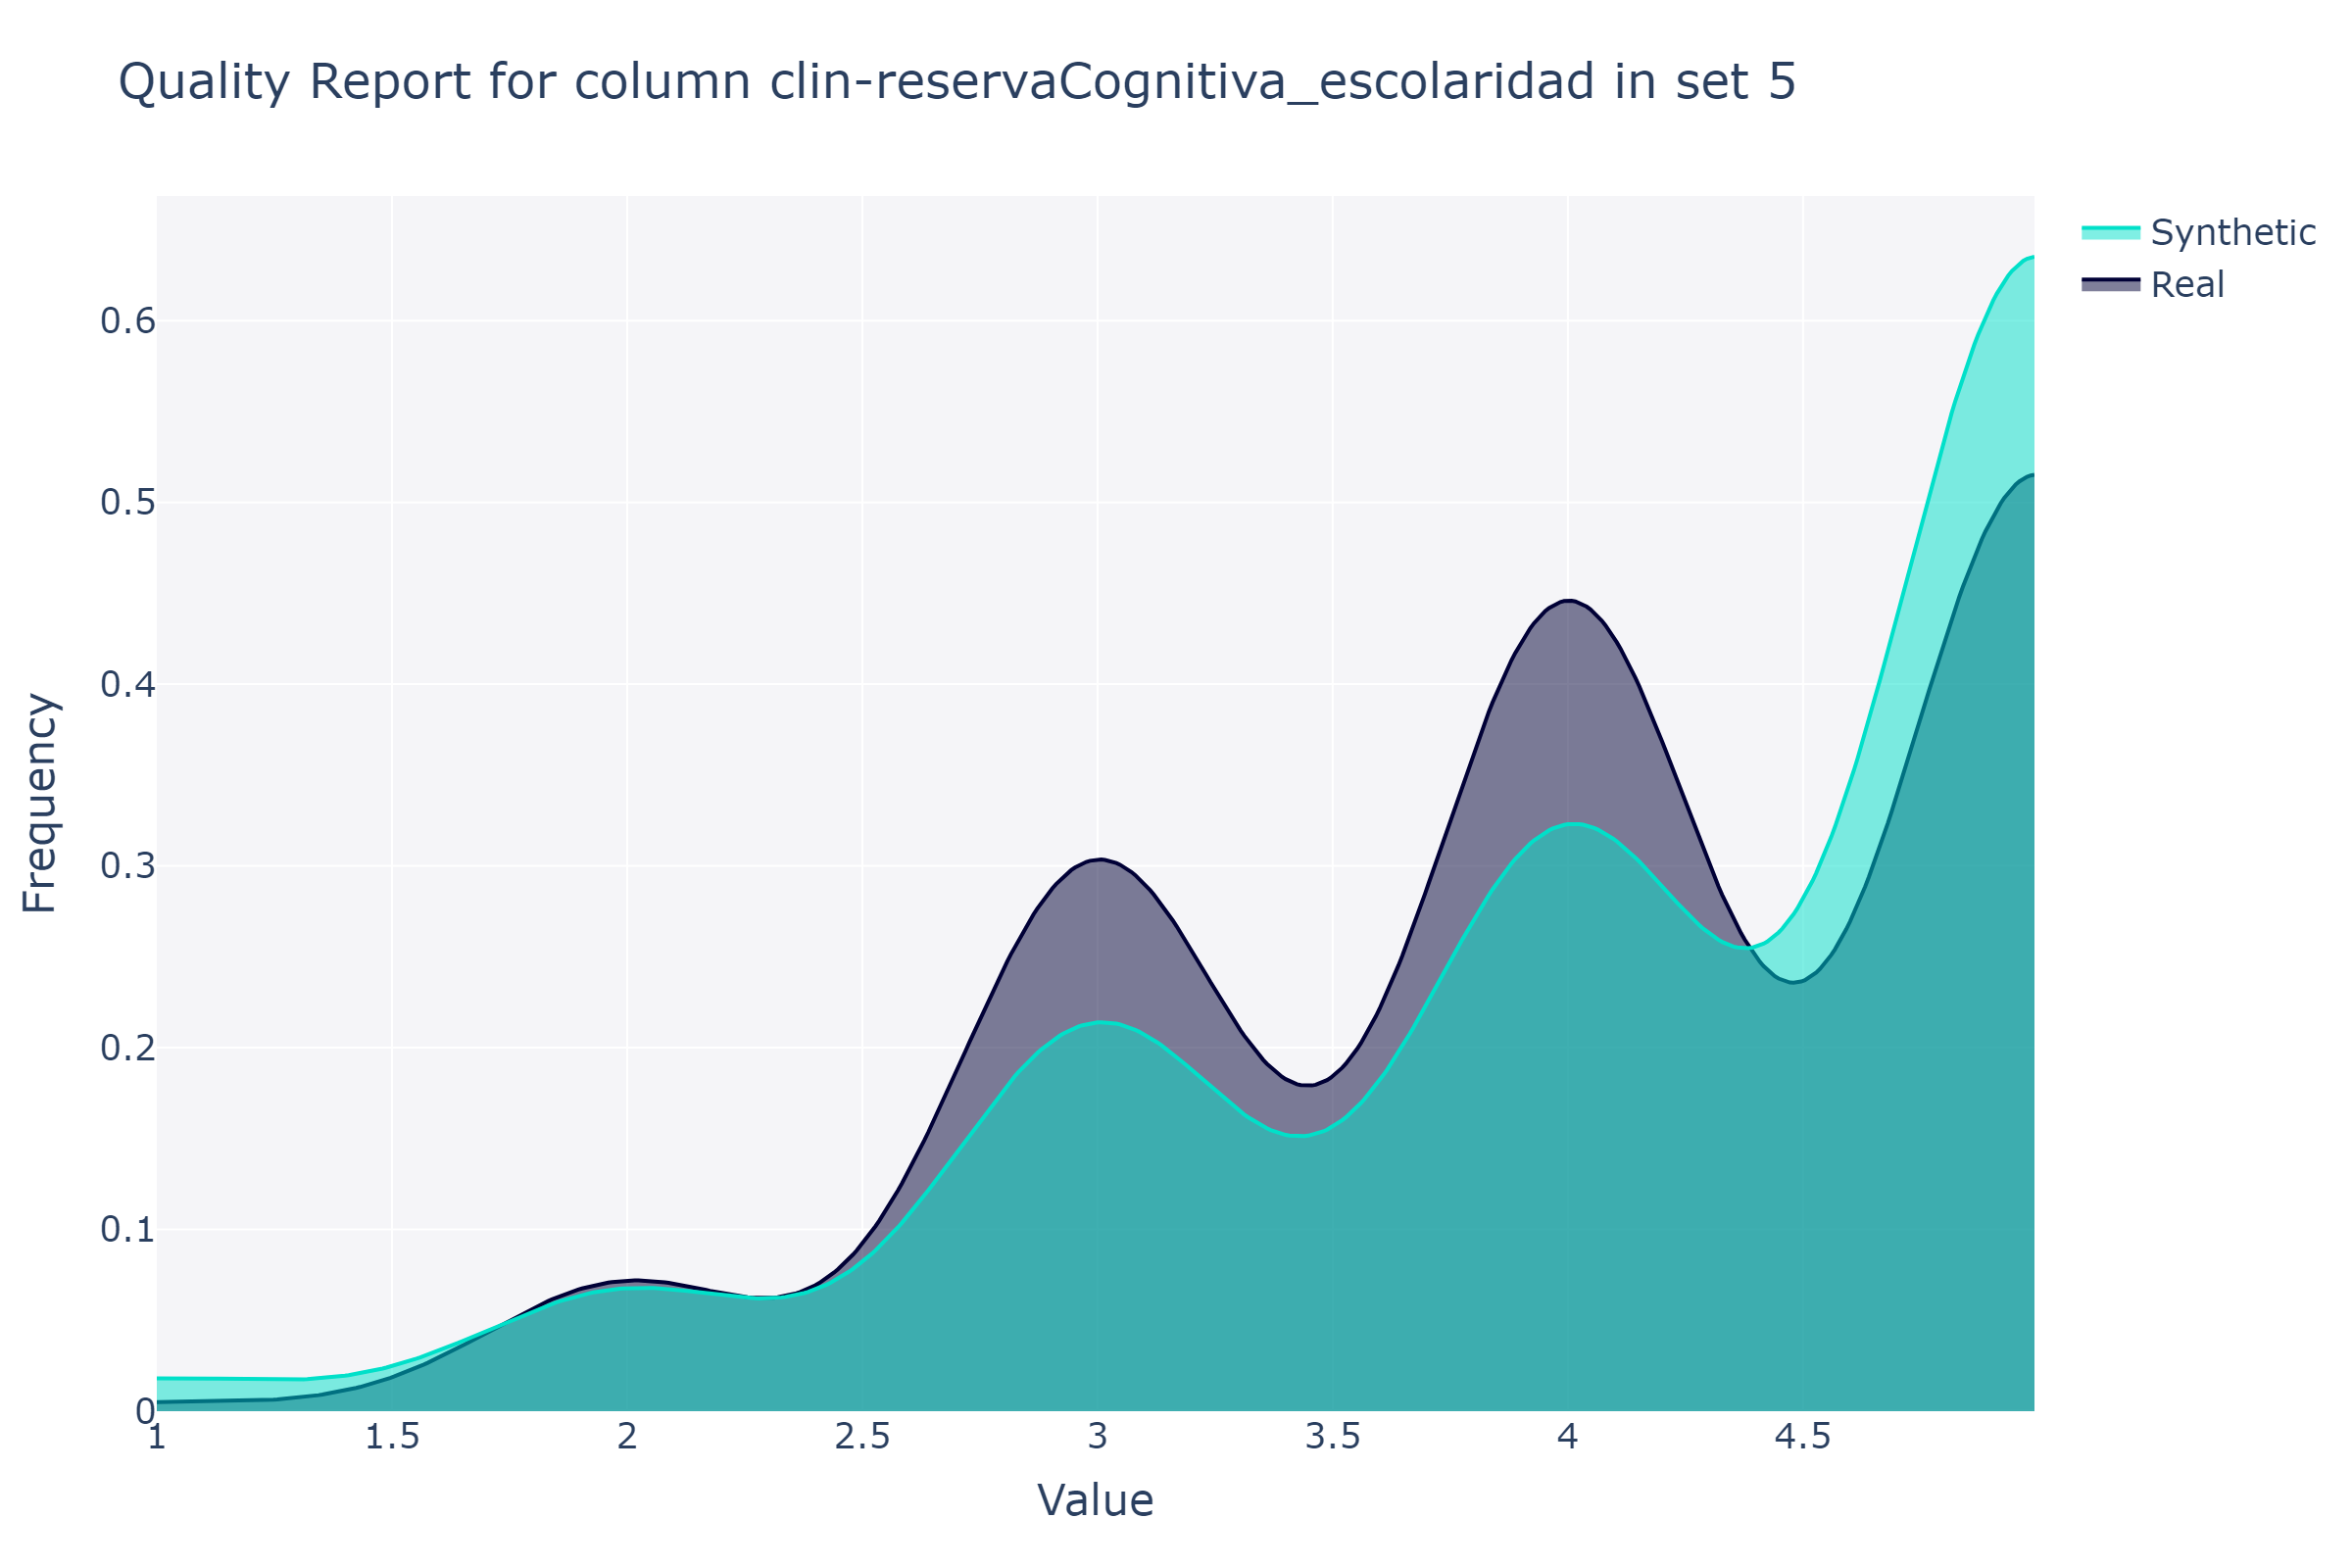 Quality Report for column clin-reservaCognitiva_escolaridad in set 5
Synthetic
Real
Frequency
0.6
0.5
0.4
0.3
0.2
0.1
0
1 1.5 2 2.5 3 3.5 4 4.5
Value